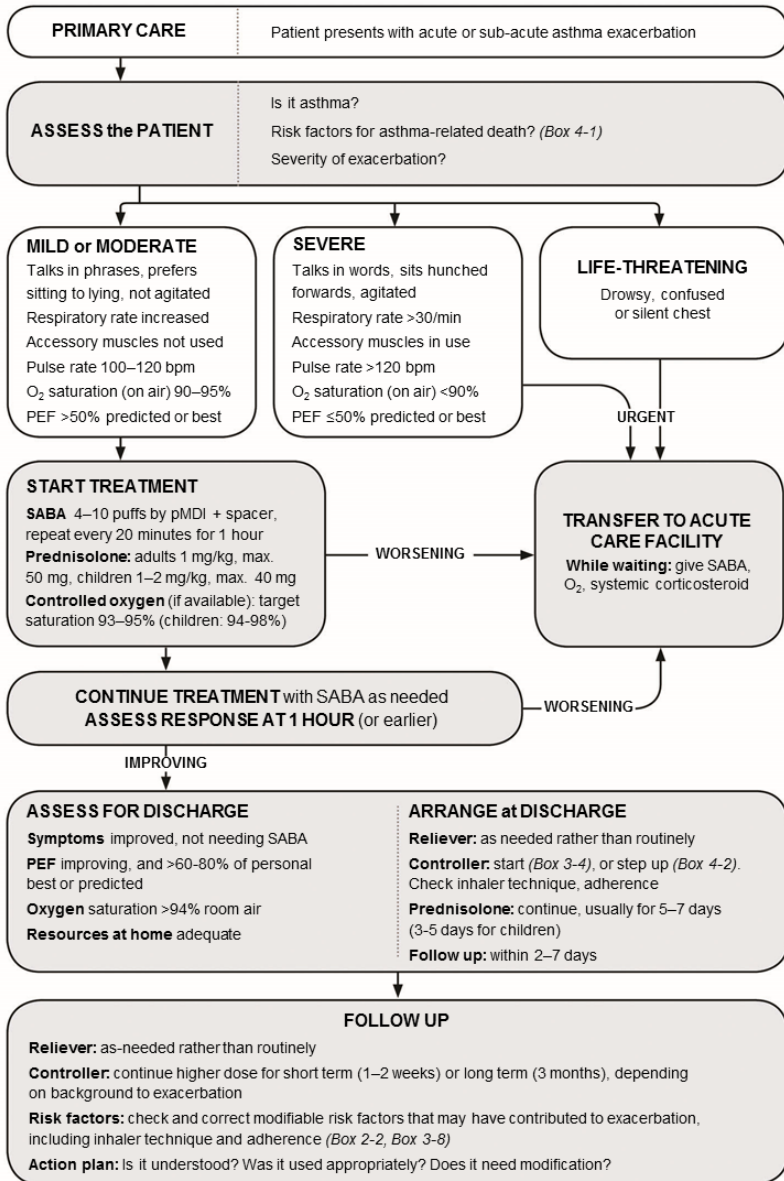 PRIMARY CARE
Patient presents with acute or sub-acute asthma exacerbation
ASSESS the PATIENT
Is it asthma?
Risk factors for asthma-related death? (Box 4-1)
Severity of exacerbation?
MILD or MODERATE
Talks in phrases, prefers
sitting to lying, not agitated
Respiratory rate increased
Accessory muscles not used
Pulse rate 100–120 bpm
O₂ saturation (on air) 90–95%
PEF >50% predicted or best
SEVERE
Talks in words, sits hunched
forwards, agitated
Respiratory rate >30/min
Accessory muscles in use
Pulse rate >120 bpm
O₂ saturation (on air) <90%
PEF ≤50% predicted or best
LIFE-THREATENING
Drowsy, confused
or silent chest
URGENT
START TREATMENT
SABA 4–10 puffs by pMDI + spacer,
repeat every 20 minutes for 1 hour
Prednisolone: adults 1 mg/kg, max.
50 mg, children 1–2 mg/kg, max. 40 mg
Controlled oxygen (if available): target
saturation 93–95% (children: 94-98%)
WORSENING
TRANSFER TO ACUTE
CARE FACILITY
While waiting: give SABA,
O₂, systemic corticosteroid
CONTINUE TREATMENT with SABA as needed
ASSESS RESPONSE AT 1 HOUR (or earlier)
WORSENING
IMPROVING
ASSESS FOR DISCHARGE
Symptoms improved, not needing SABA
PEF improving, and >60-80% of personal
best or predicted
Oxygen saturation >94% room air
Resources at home adequate
ARRANGE at DISCHARGE
Reliever: as needed rather than routinely
Controller: start (Box 3-4), or step up (Box 4-2).
Check inhaler technique, adherence
Prednisolone: continue, usually for 5–7 days
(3-5 days for children)
Follow up: within 2–7 days
FOLLOW UP
Reliever: as-needed rather than routinely
Controller: continue higher dose for short term (1–2 weeks) or long term (3 months), depending
on background to exacerbation
Risk factors: check and correct modifiable risk factors that may have contributed to exacerbation,
including inhaler technique and adherence (Box 2-2, Box 3-8)
Action plan: Is it understood? Was it used appropriately? Does it need modification?